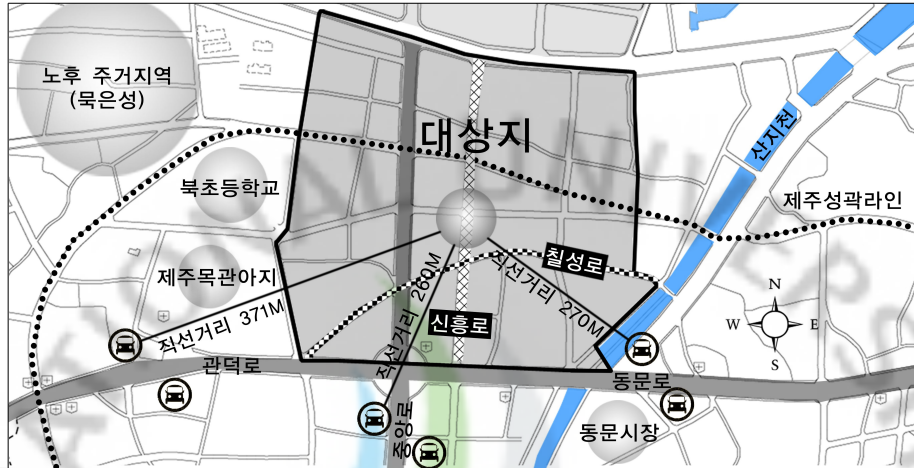 노후 주거지역
(묵은성)
대상지
산지천
북초등학교
제주성곽라인
제주목관아지
칠성로
직선거리 371M
직선거리 260M
직선거리 270M
신흥로
관덕로
중앙로
동문로
동문시장
N
W
E
S